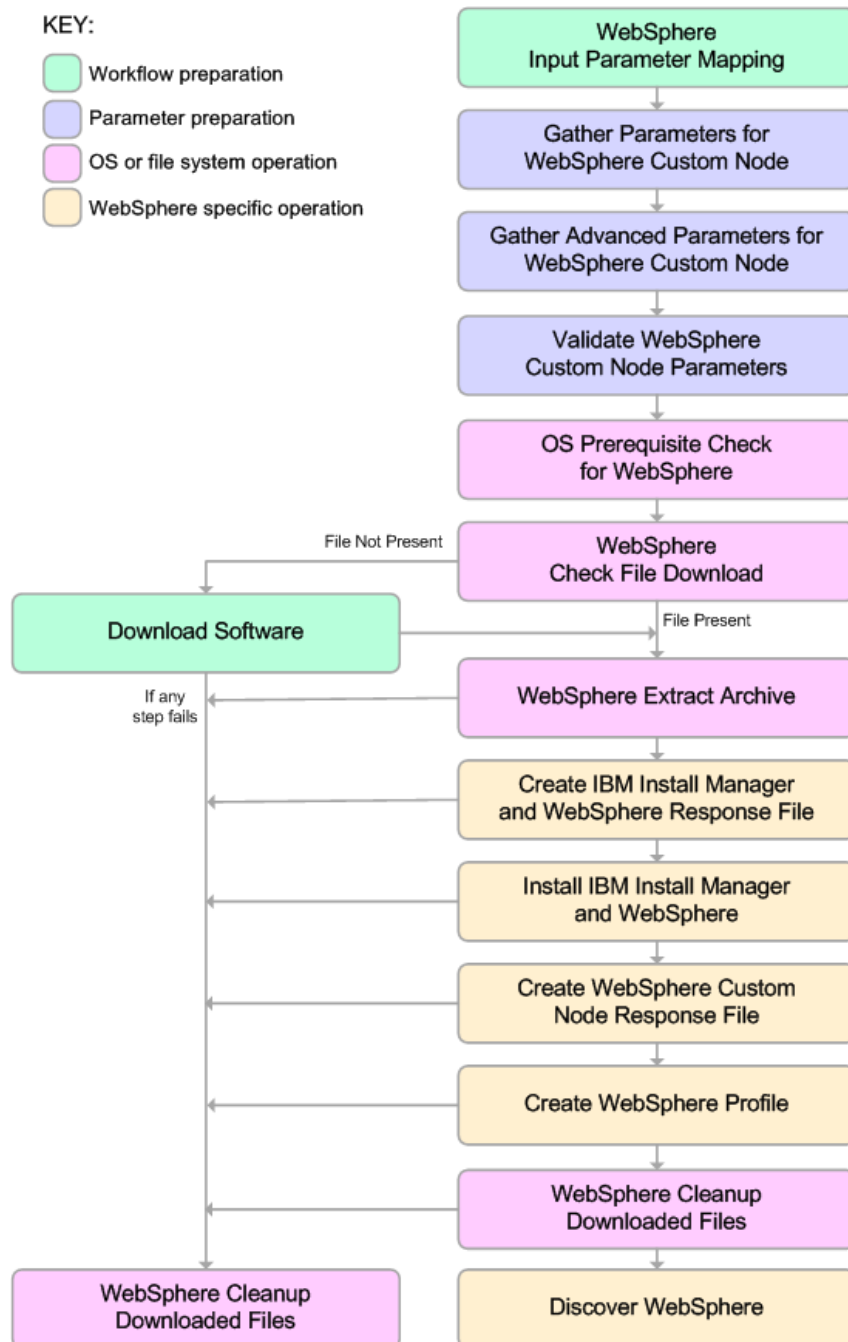 KEY:
Workflow preparation
Parameter preparation
OS or file system operation
WebSphere specific operation
WebSphere
Input Parameter Mapping
Gather Parameters for
WebSphere Custom Node
Gather Advanced Parameters for
WebSphere Custom Node
Validate WebSphere
Custom Node Parameters
OS Prerequisite Check
for WebSphere
File Not Present
WebSphere
Check File Download
Download Software
File Present
If any
step fails
WebSphere Extract Archive
Create IBM Install Manager
and WebSphere Response File
Install IBM Install Manager
and WebSphere
Create WebSphere Custom
Node Response File
Create WebSphere Profile
WebSphere Cleanup
Downloaded Files
WebSphere Cleanup
Downloaded Files
Discover WebSphere